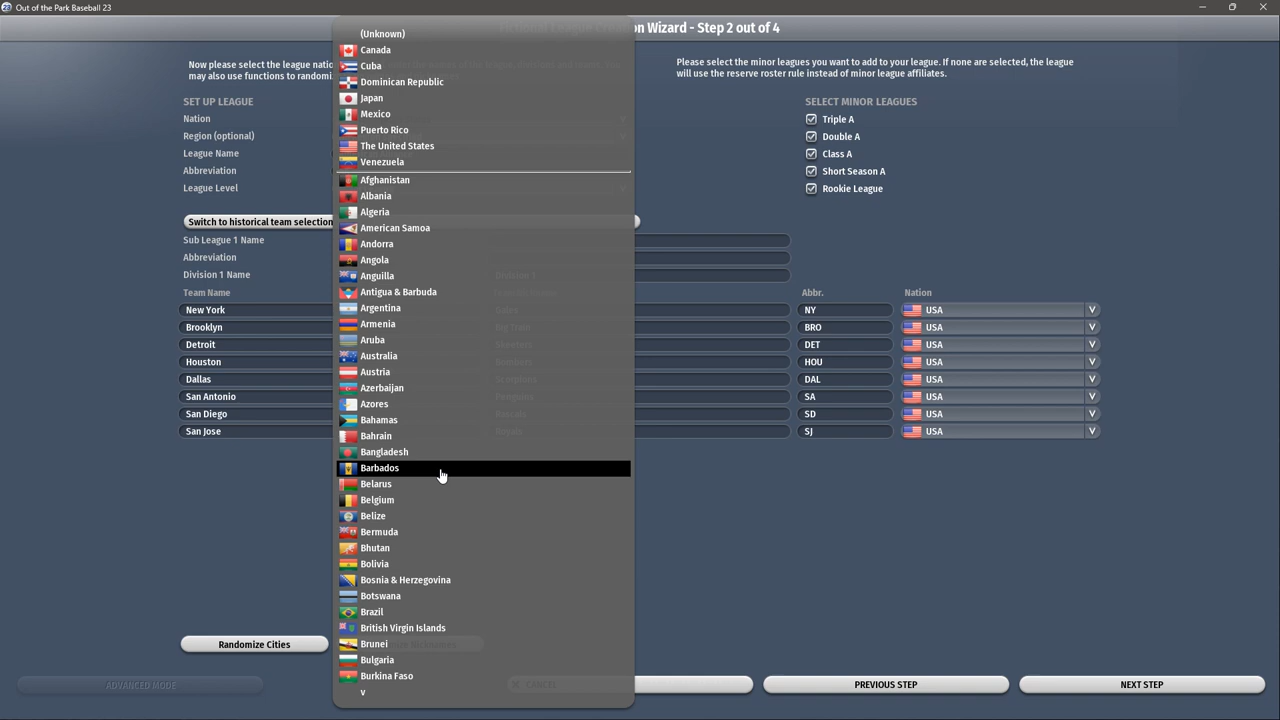 Out of the Park Baseball 23
on Wizard - Step 2 out of 4
Now please select the league nati
may also use functions to randomi
Please select the minor leagues you want to add to your league. If none are selected, the league
will use the reserve roster rule instead of minor league affiliates.
SET UP LEAGUE
Nation
Region (optional)
League Name
Abbreviation
League Level
SELECT MINOR LEAGUES
Triple A
Double A
Class A
Short Season A
Rookie League
Switch to historical team selection
Sub League 1 Name
Abbreviation
Division 1 Name
Division 1
Team Name
Abbr.
Nation
New York
NY
USA
V
Brooklyn
BRO
USA
V
Detroit
DET
USA
V
Houston
HOU
USA
V
Dallas
DAL
USA
V
San Antonio
SA
USA
V
San Diego
SD
USA
V
San Jose
SJ
USA
V
(Unknown)
Canada
Cuba
Dominican Republic
Japan
Mexico
Puerto Rico
The United States
Venezuela
Afghanistan
Albania
Algeria
American Samoa
Andorra
Angola
Anguilla
Antigua & Barbuda
Argentina
Armenia
Aruba
Australia
Austria
Azerbaijan
Azores
Bahamas
Bahrain
Bangladesh
Barbados
Belarus
Belgium
Belize
Bermuda
Bhutan
Bolivia
Bosnia & Herzegovina
Botswana
Brazil
British Virgin Islands
Brunei
Bulgaria
Burkina Faso
v
Randomize Cities
ADVANCED MODE
CANCEL
PREVIOUS STEP
NEXT STEP